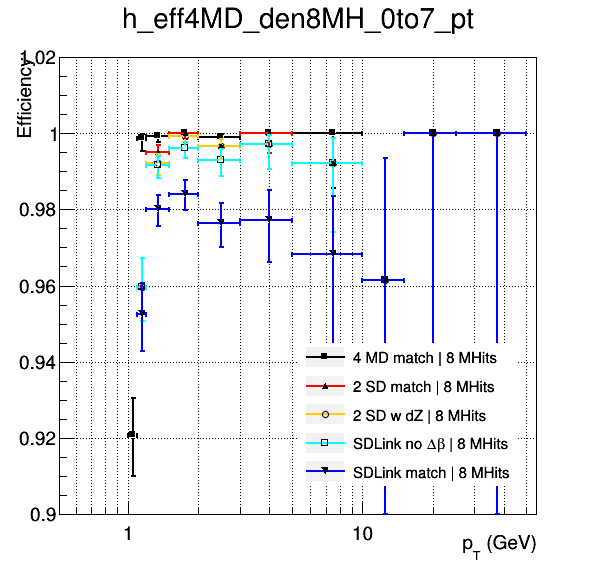 h_eff4MD_den8MH_0to7_pt
Efficiency
1.02
1
0.98
0.96
0.94
0.92
0.9
4 MD match | 8 MHits
2 SD match | 8 MHits
2 SD w dZ | 8 MHits
SDLink no Δβ | 8 MHits
SDLink match | 8 MHits
1
10
p_T (GeV)